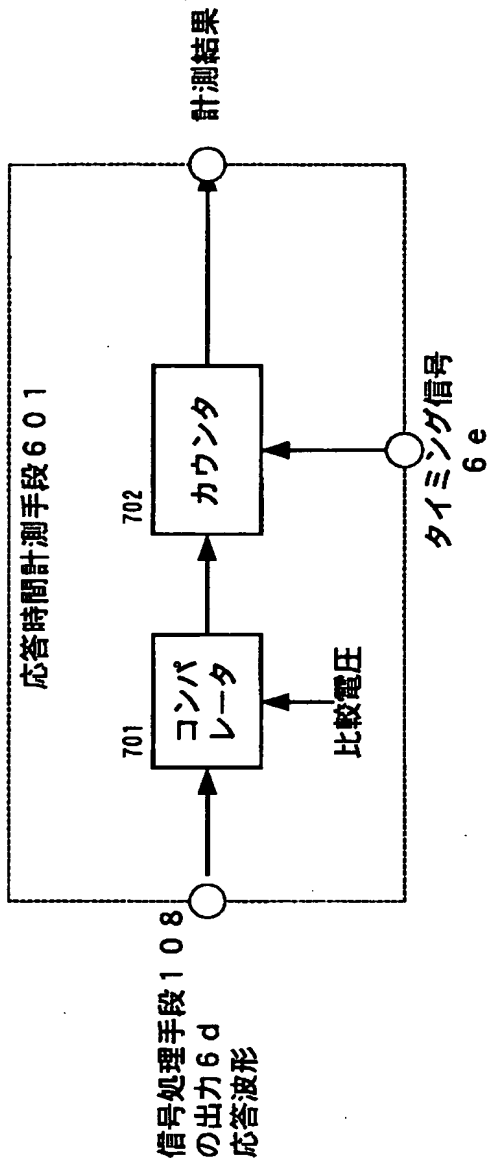 応答時間計測手段601
信号処理手段108
の出力6d
応答波形
701
コンパ
レータ
比較電圧
702
カウンタ
タイミング信号
6e
計測結果